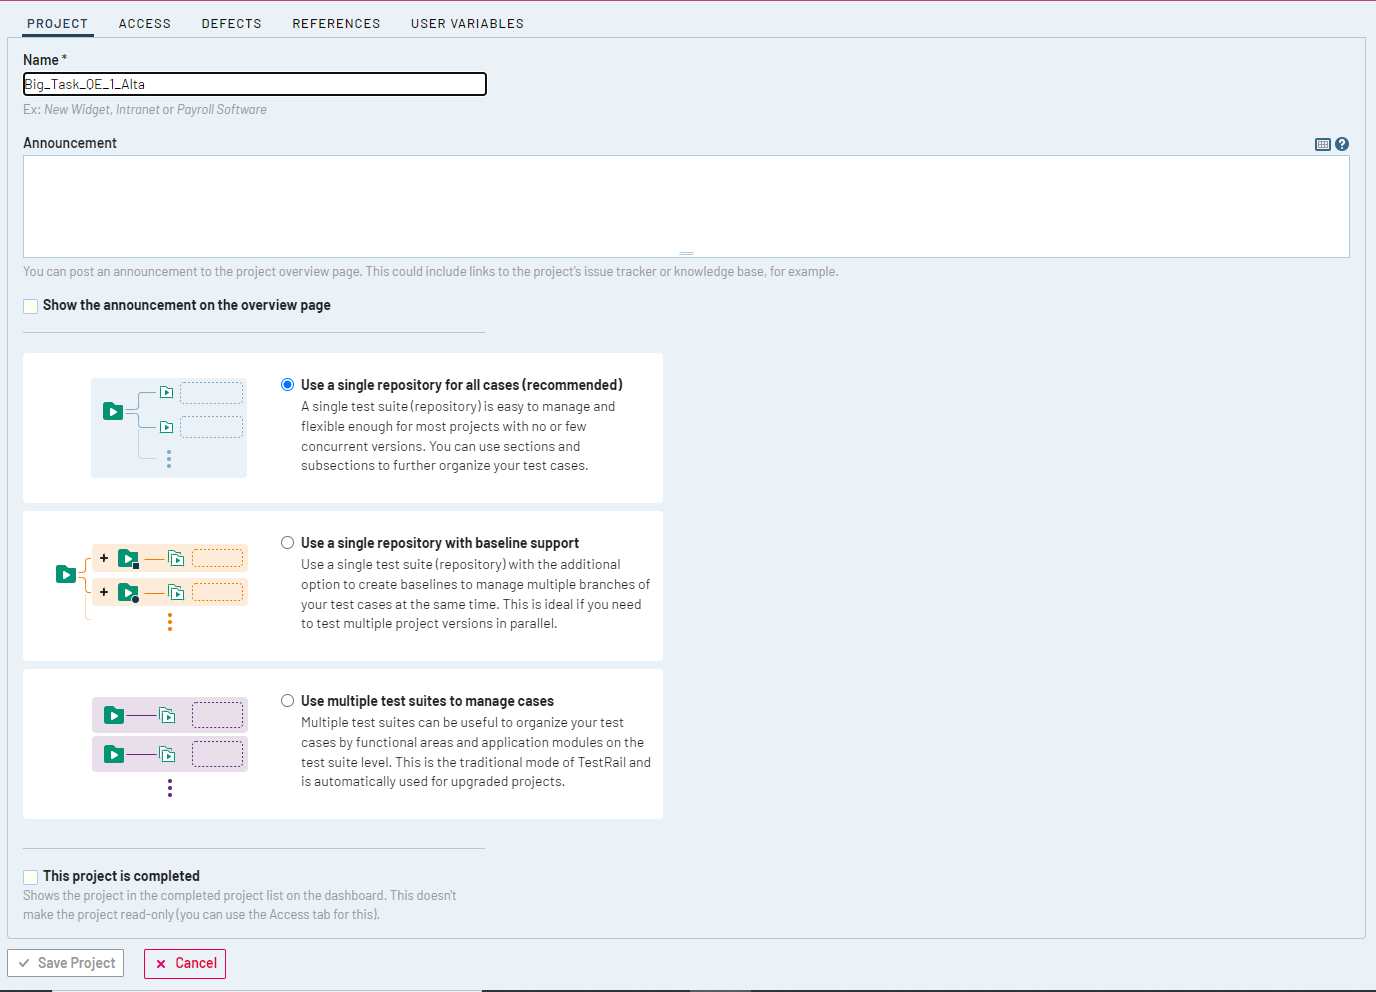 PROJECT ACCESS DEFECTS REFERENCES USER VARIABLES
Name *
Big_Task_QE_1_Alta
Ex: New Widget, Intranet or Payroll Software
Announcement
You can post an announcement to the project overview page. This could include links to the project's issue tracker or knowledge base, for example.
Show the announcement on the overview page
Use a single repository for all cases (recommended)
A single test suite (repository) is easy to manage and
flexible enough for most projects with no or few
concurrent versions. You can use sections and
subsections to further organize your test cases.
Use a single repository with baseline support
Use a single test suite (repository) with the additional
option to create baselines to manage multiple branches of
your test cases at the same time. This is ideal if you need
to test multiple project versions in parallel.
Use multiple test suites to manage cases
Multiple test suites can be useful to organize your test
cases by functional areas and application modules on the
test suite level. This is the traditional mode of TestRail and
is automatically used for upgraded projects.
This project is completed
Shows the project in the completed project list on the dashboard. This doesn't
make the project read-only (you can use the Access tab for this).
Save Project Cancel